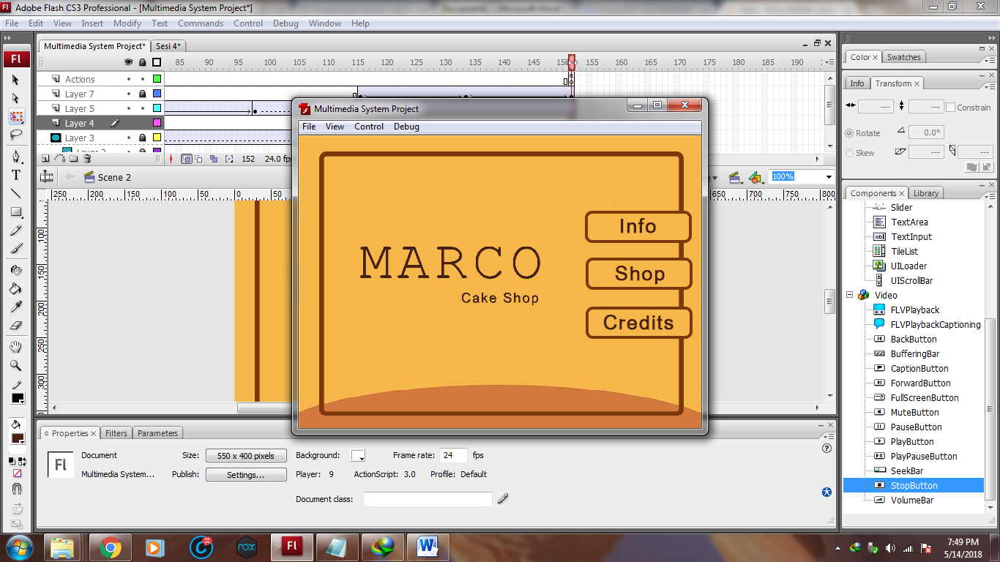 Adobe Flash CS3 Professional - [Multimedia System Project*]
File Edit View Insert Modify Text Commands Control Debug Window Help
Multimedia System Project* Sesi 4*
85 90 95 100 105 110 115 120 125 130 135 140 145 150 155 160 165 170 175 180 185 190 195
Actions
Layer 7
Layer 5
Layer 4
Layer 3
152 24.0 fps
Scene 2
100%
250 200 150 100 50 0 50 650 700 750 800
100
150
200
250
300
Multimedia System Project
File View Control Debug
MARCO
Cake Shop
Info
Shop
Credits
Color Swatches
Info Transform
--- --- Constrain
Rotate 0.0°
Skew --- ---
Components Library
Slider
TextArea
TextInput
TileList
UILoader
UIScrollBar
Video
FLVPlayback
FLVPlaybackCaptioning
BackButton
BufferingBar
CaptionButton
ForwardButton
FullScreenButton
MuteButton
PauseButton
PlayButton
PlayPauseButton
SeekBar
StopButton
VolumeBar
Properties Filters Parameters
Fl Document Size: 550 x 400 pixels Background: Frame rate: 24 fps
Multimedia System... Publish: Settings... Player: 9 ActionScript: 3.0 Profile: Default
Document class:
7:49 PM
5/14/2018